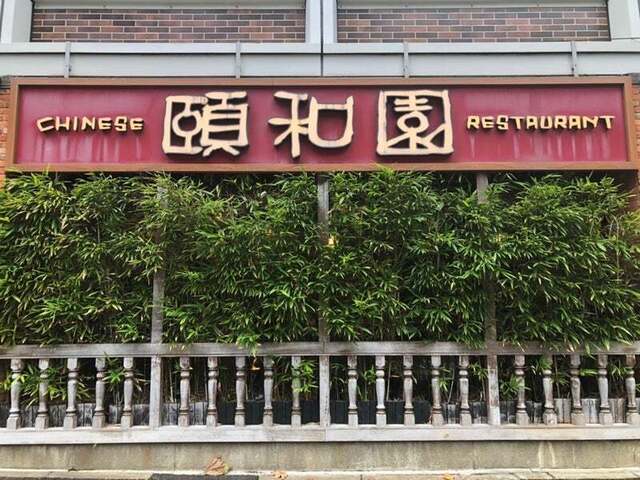 CHINESE 頤和園 RESTAURANT